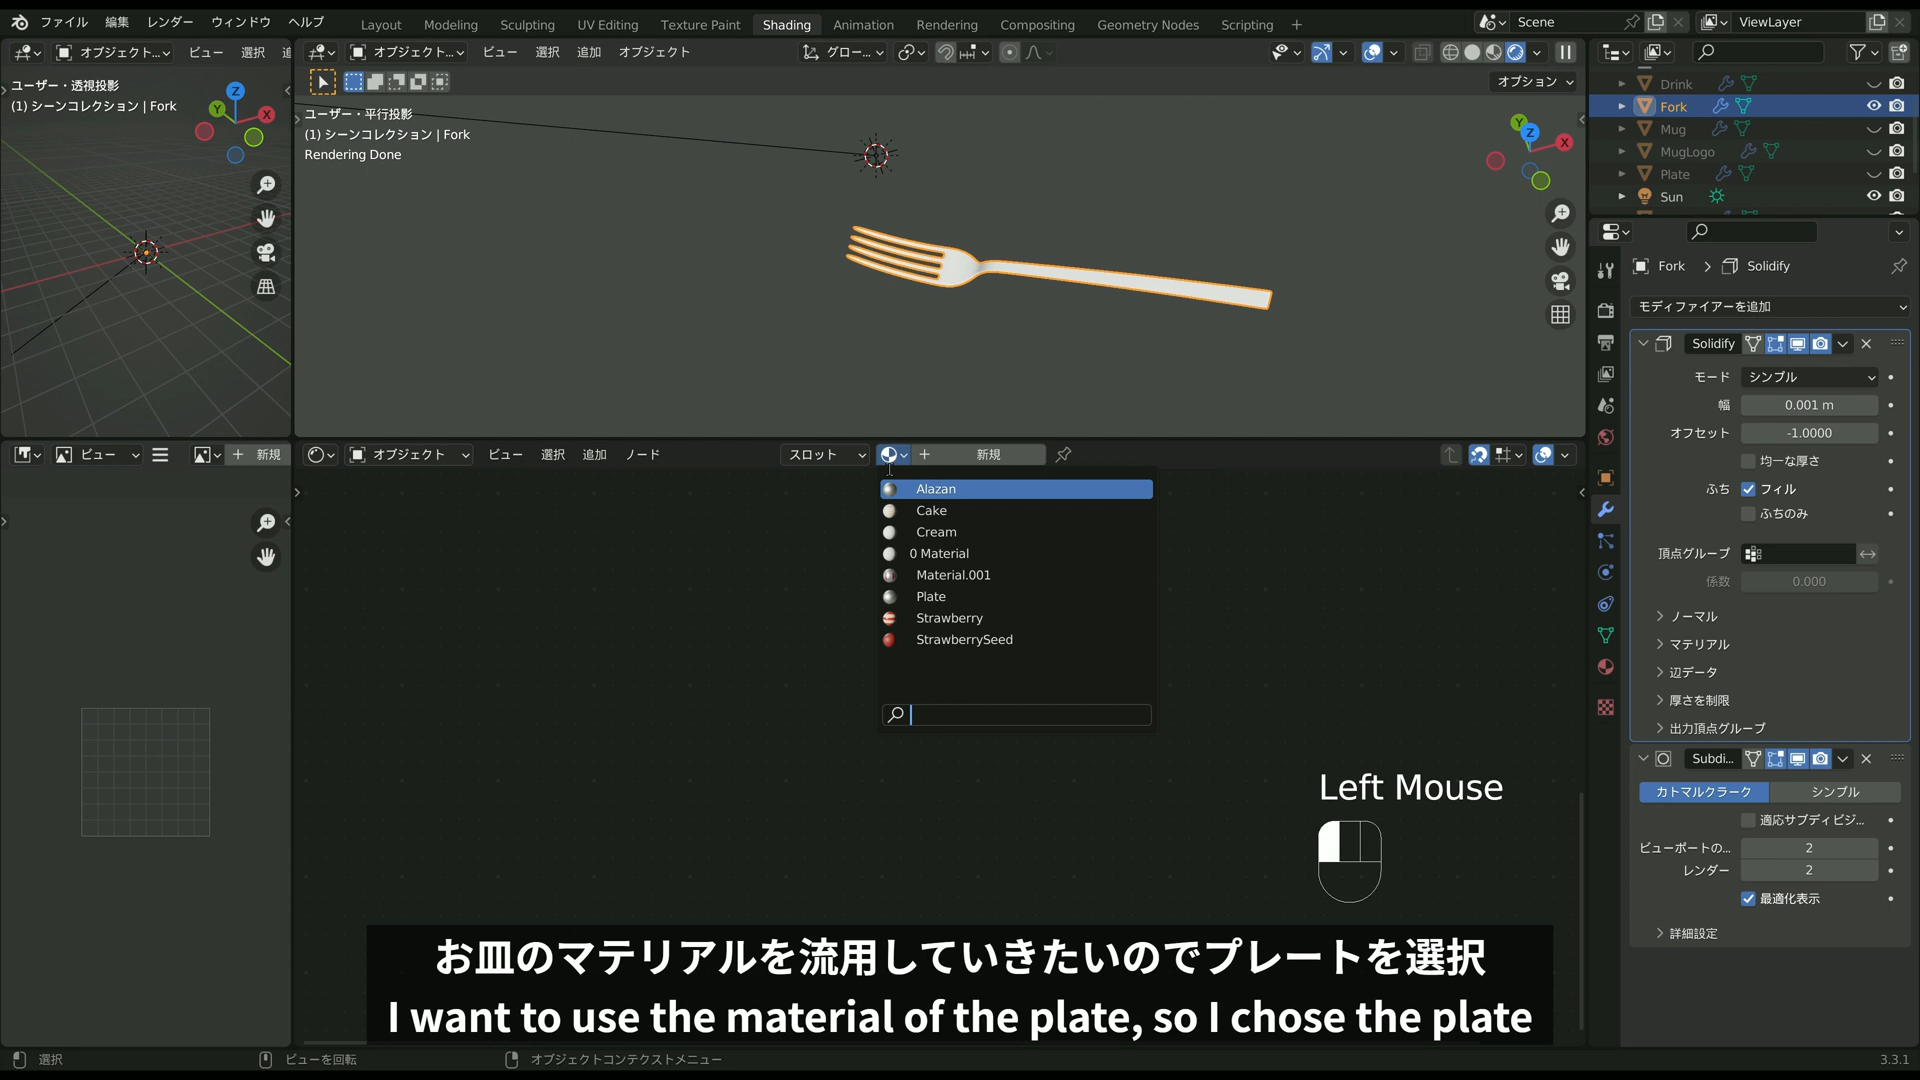 ファイル 編集 レンダー ウィンドウ ヘルプ Layout Modeling Sculpting UV Editing Texture Paint Shading Animation Rendering Compositing Geometry Nodes Scripting + Scene ViewLayer
オブジェクト... ビュー 選択
オブジェクト... ビュー 選択 追加 オブジェクト グロー...
オプション
ユーザー・透視投影
(1) シーンコレクション | Fork
Z
Y
X
ユーザー・平行投影
(1) シーンコレクション | Fork
Rendering Done
Y
Z
X
Drink
Fork
Mug
MugLogo
Plate
Sun
Fork > Solidify
モディファイアーを追加
Solidify
モード シンプル
幅 0.001 m
オフセット -1.0000
均一な厚さ
ふち フィル
ふちのみ
頂点グループ
係数 0.000
ノーマル
マテリアル
辺データ
厚さを制限
出力頂点グループ
Subdi...
カトマルクラーク シンプル
適応サブディビジ...
ビューポートの... 2
レンダー 2
最適化表示
詳細設定
ビュー + 新規
オブジェクト ビュー 選択 追加 ノード スロット + 新規
Alazan
Cake
Cream
0 Material
Material.001
Plate
Strawberry
StrawberrySeed
Left Mouse
お皿のマテリアルを流用していきたいのでプレートを選択
I want to use the material of the plate, so I chose the plate
選択 ビューを回転 オブジェクトコンテクストメニュー 3.3.1